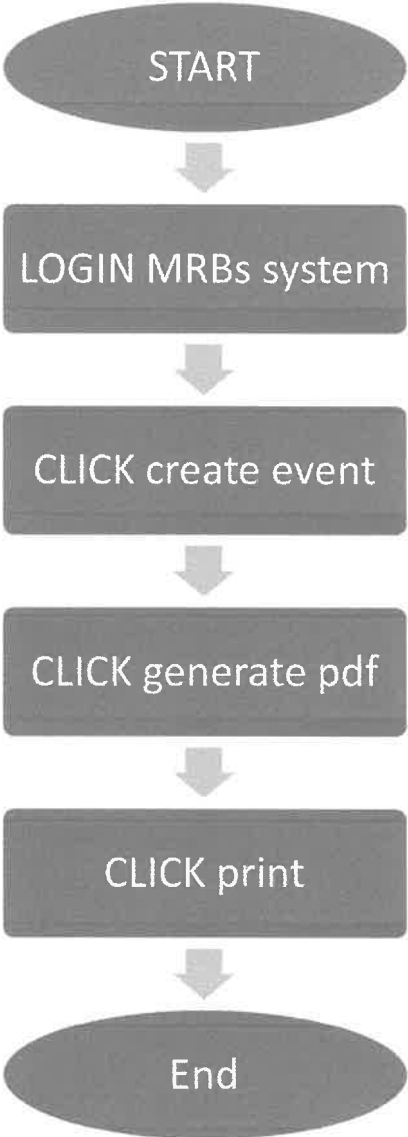 START
LOGIN MRBs system
CLICK create event
CLICK generate pdf
CLICK print
End